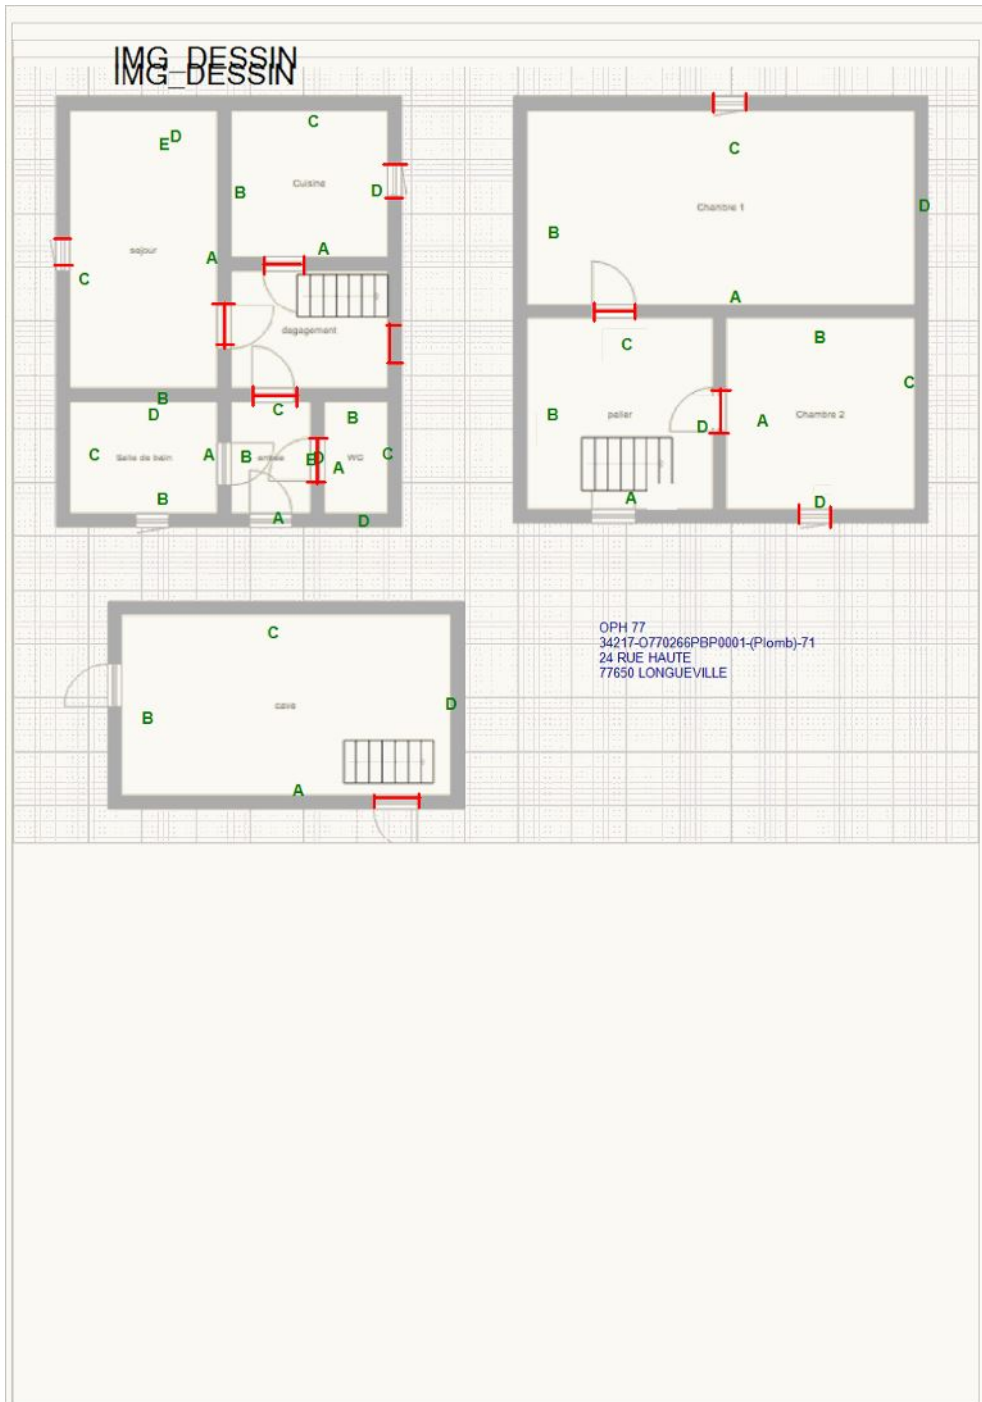 IMG_DESSIN
IMG_DESSIN
C
C
E D
Cuisine
B
D
Chambre 1
D
B
sejour
A
A
C
A
dagagement
B
C
C
B
A
Chambre 2
palier
D
B
D
C
B
C
Salle de bain
A
B
entree
E D
A
WC
C
B
A
D
A
D
C
cave
B
D
A
OPH 77
34217-O770266PBP0001-(Plomb)-71
24 RUE HAUTE
77650 LONGUEVILLE